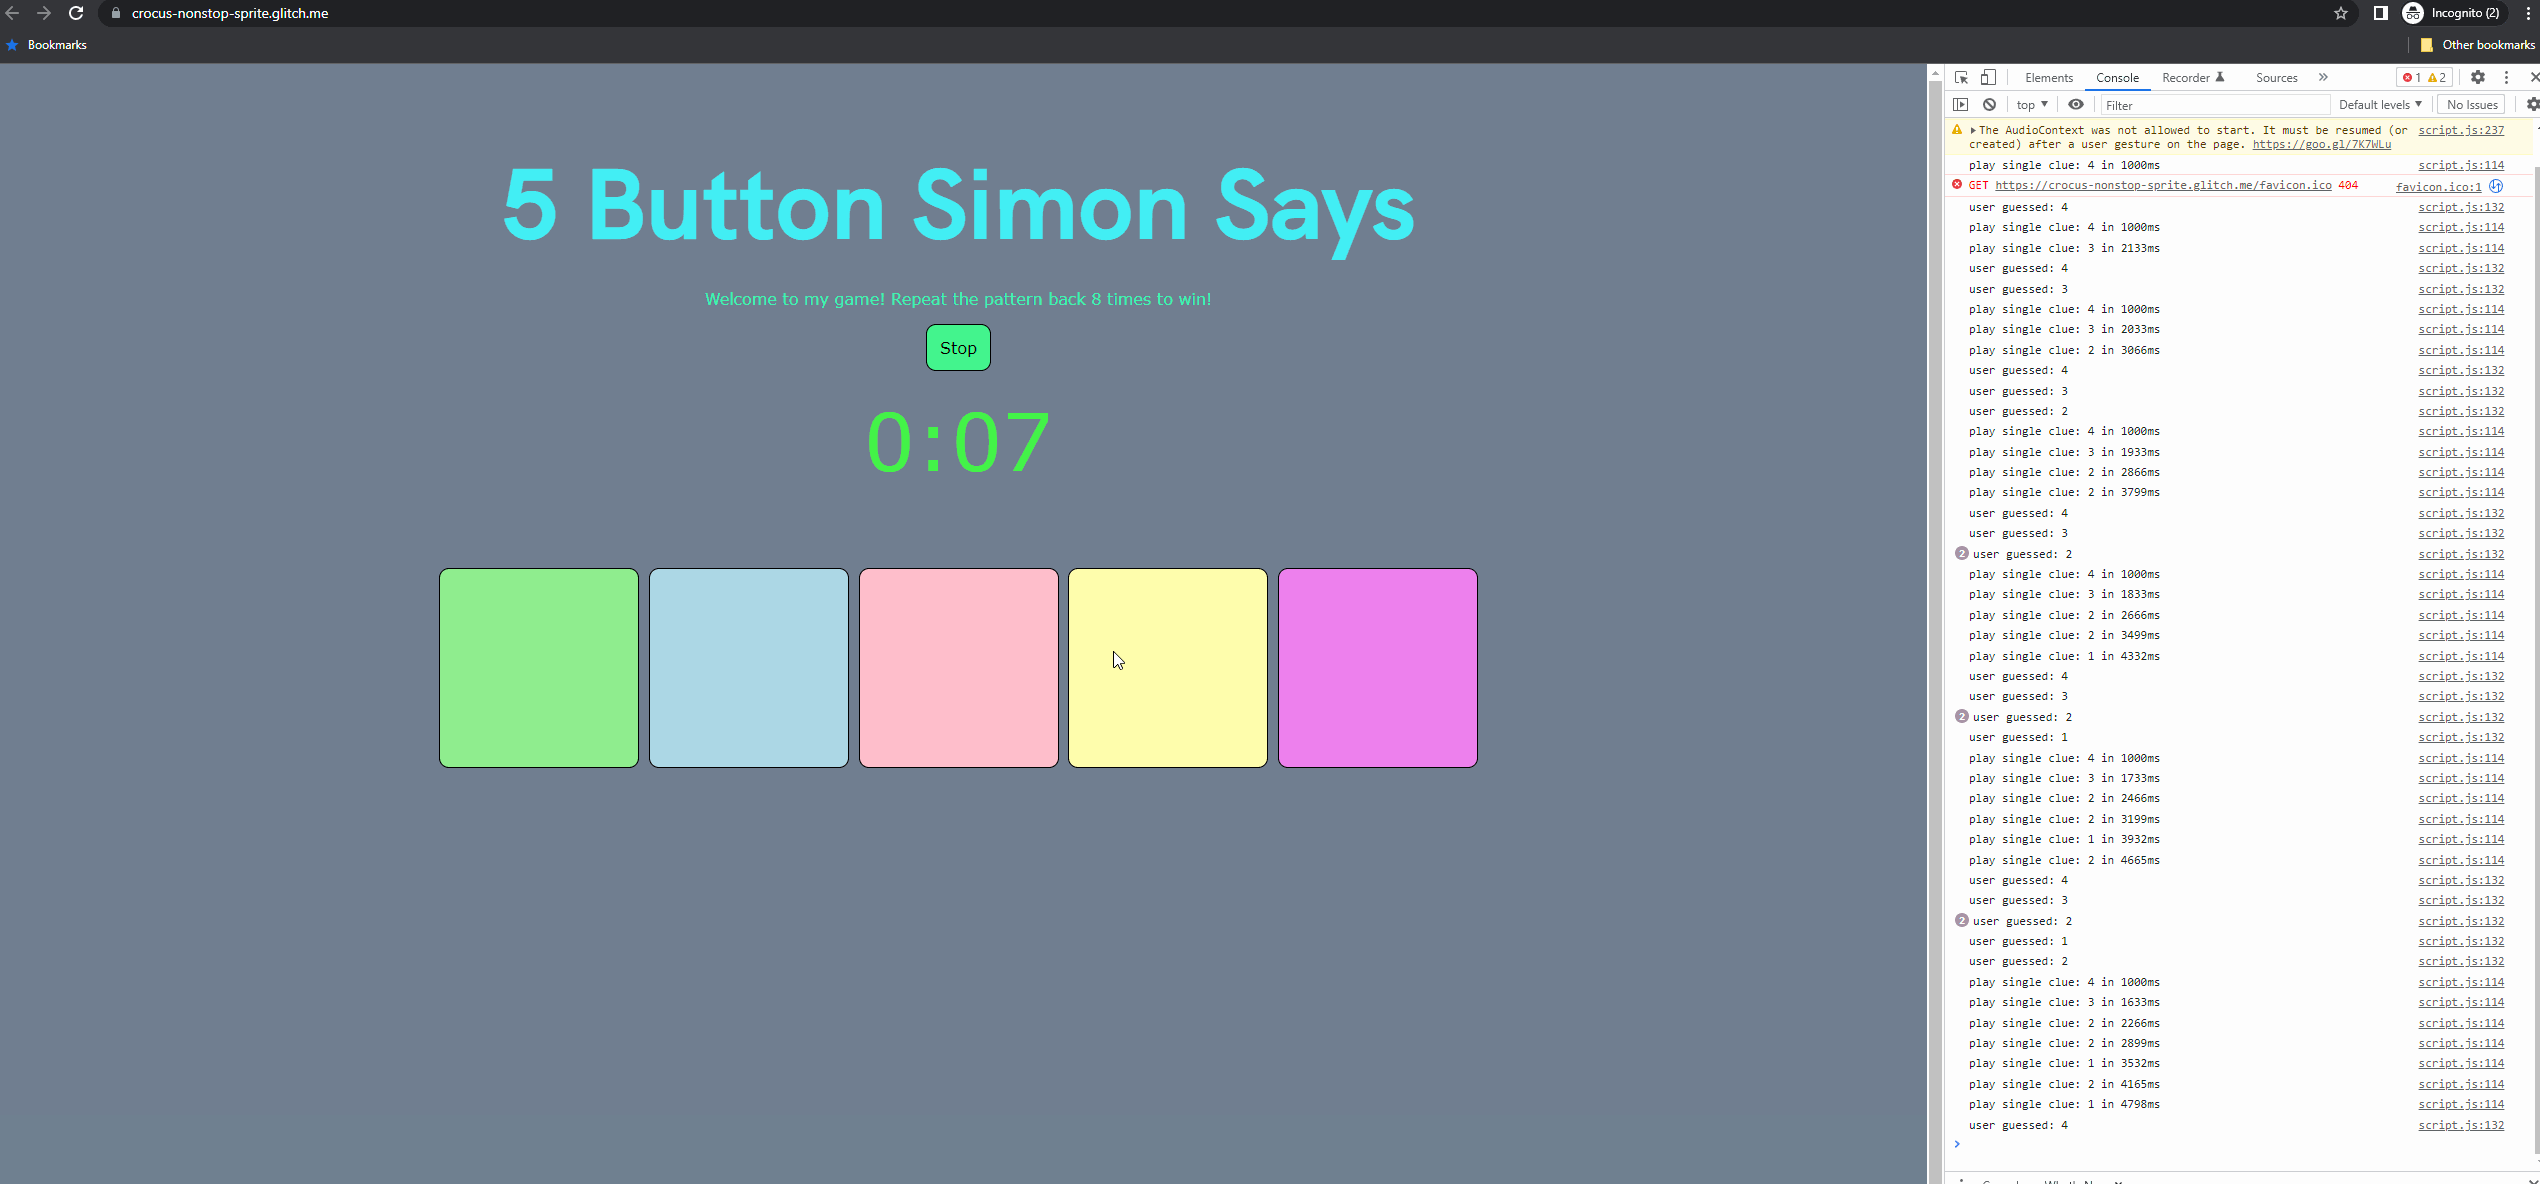 crocus-nonstop-sprite.glitch.me
Incognito (2)
Bookmarks
Other bookmarks
5 Button Simon Says
Welcome to my game! Repeat the pattern back 8 times to win!
Stop
0:07
Elements Console Recorder Sources » 1 2
top Filter Default levels No Issues
The AudioContext was not allowed to start. It must be resumed (or script.js:237
created) after a user gesture on the page. https://goo.gl/7K7WLu
play single clue: 4 in 1000ms script.js:114
GET https://crocus-nonstop-sprite.glitch.me/favicon.ico 404 favicon.ico:1
user guessed: 4 script.js:132
play single clue: 4 in 1000ms script.js:114
play single clue: 3 in 2133ms script.js:114
user guessed: 4 script.js:132
user guessed: 3 script.js:132
play single clue: 4 in 1000ms script.js:114
play single clue: 3 in 2033ms script.js:114
play single clue: 2 in 3066ms script.js:114
user guessed: 4 script.js:132
user guessed: 3 script.js:132
user guessed: 2 script.js:132
play single clue: 4 in 1000ms script.js:114
play single clue: 3 in 1933ms script.js:114
play single clue: 2 in 2866ms script.js:114
play single clue: 2 in 3799ms script.js:114
user guessed: 4 script.js:132
user guessed: 3 script.js:132
2 user guessed: 2 script.js:132
play single clue: 4 in 1000ms script.js:114
play single clue: 3 in 1833ms script.js:114
play single clue: 2 in 2666ms script.js:114
play single clue: 2 in 3499ms script.js:114
play single clue: 1 in 4332ms script.js:114
user guessed: 4 script.js:132
user guessed: 3 script.js:132
2 user guessed: 2 script.js:132
user guessed: 1 script.js:132
play single clue: 4 in 1000ms script.js:114
play single clue: 3 in 1733ms script.js:114
play single clue: 2 in 2466ms script.js:114
play single clue: 2 in 3199ms script.js:114
play single clue: 1 in 3932ms script.js:114
play single clue: 2 in 4665ms script.js:114
user guessed: 4 script.js:132
user guessed: 3 script.js:132
2 user guessed: 2 script.js:132
user guessed: 1 script.js:132
user guessed: 2 script.js:132
play single clue: 4 in 1000ms script.js:114
play single clue: 3 in 1633ms script.js:114
play single clue: 2 in 2266ms script.js:114
play single clue: 2 in 2899ms script.js:114
play single clue: 1 in 3532ms script.js:114
play single clue: 2 in 4165ms script.js:114
play single clue: 1 in 4798ms script.js:114
user guessed: 4 script.js:132